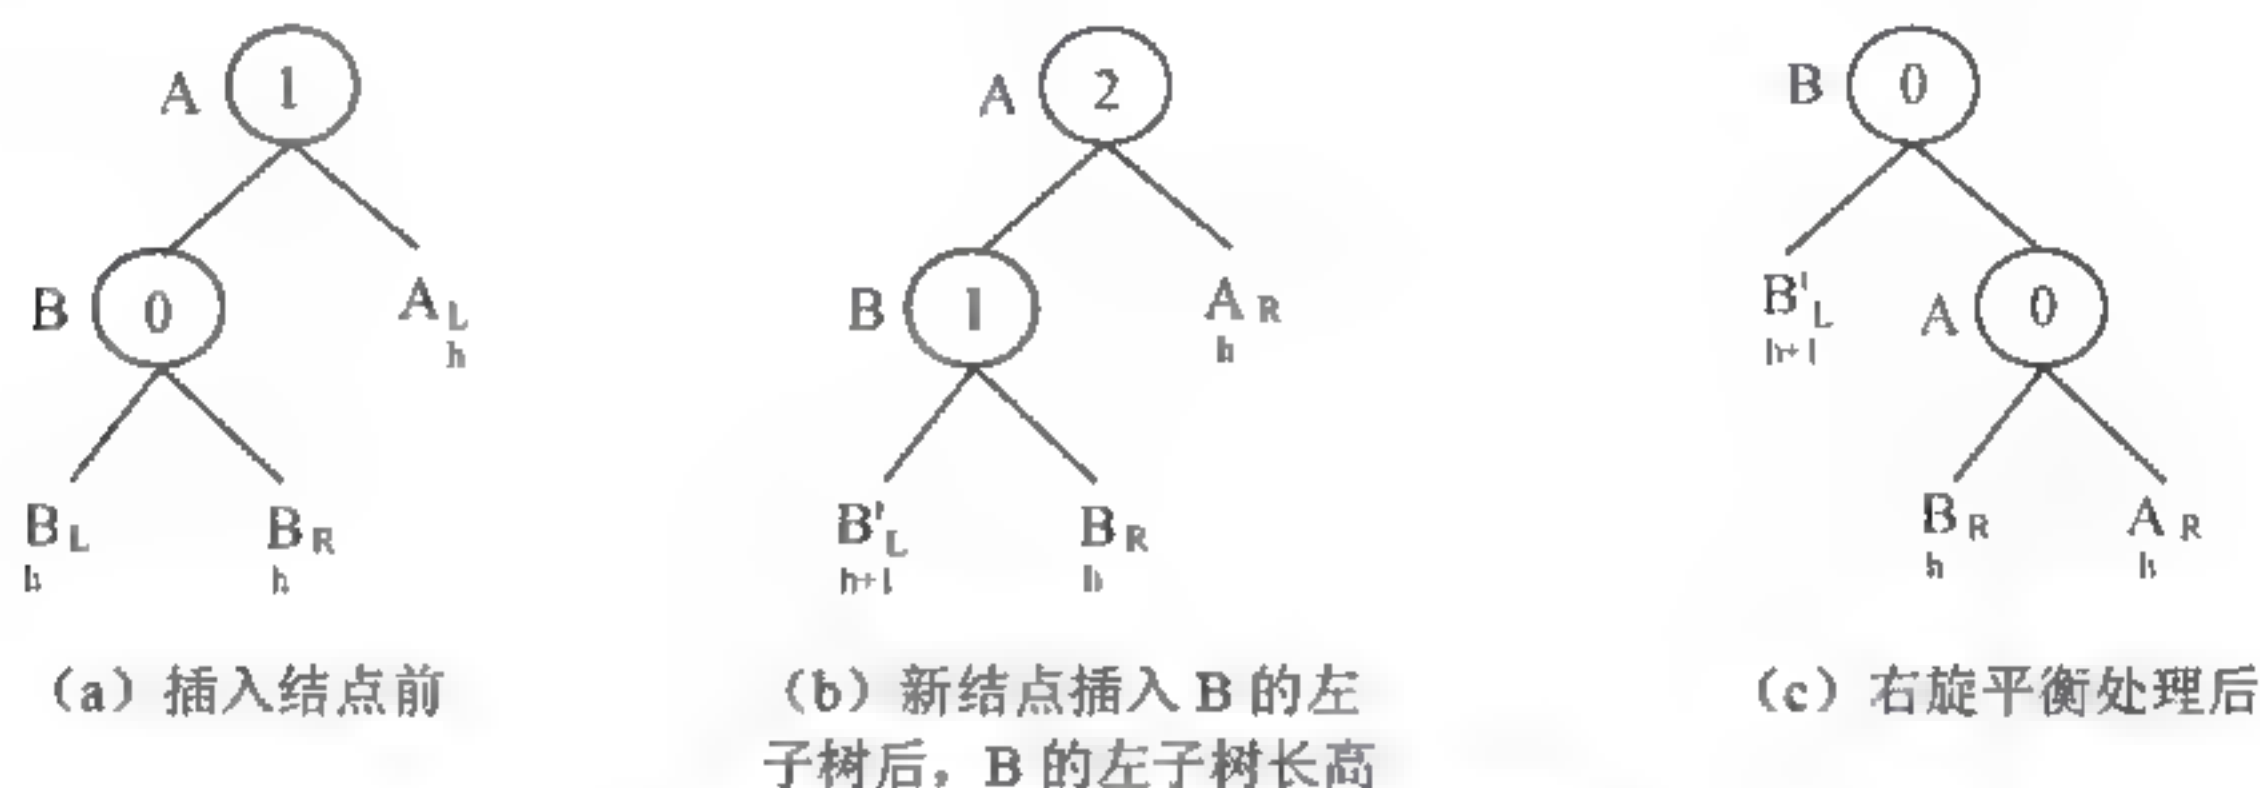 A 1
A 2
B 0
B 0
A L
h
B 1
A R
h
B' L
h+1
A 0
B L
h
B R
h
B' L
h+1
B R
h
B R
h
A R
h
(a) 插入结点前
(b) 新结点插入 B 的左
子树后，B 的左子树长高
(c) 右旋平衡处理后